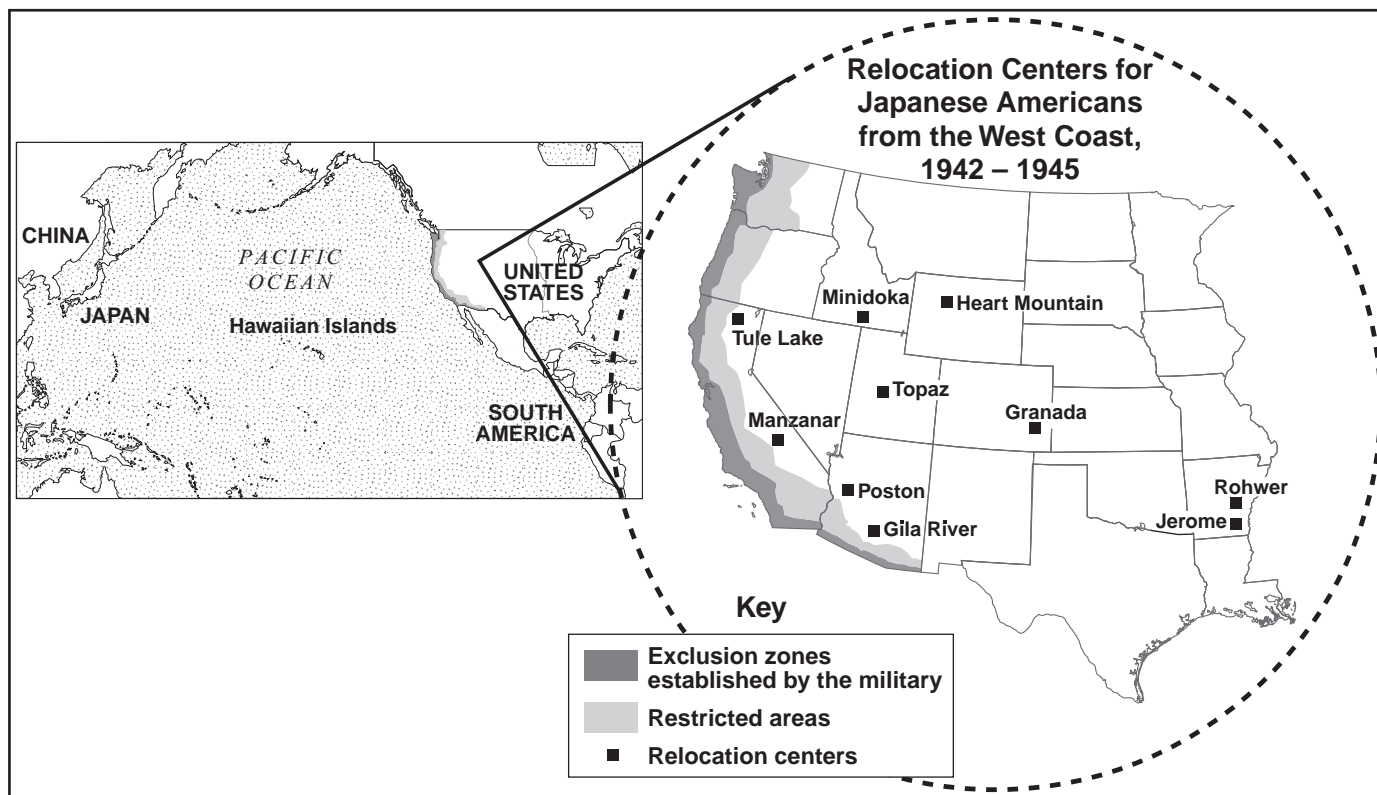 Relocation Centers for
Japanese Americans
from the West Coast,
1942 – 1945
CHINA
JAPAN
PACIFIC
OCEAN
Hawaiian Islands
UNITED
STATES
SOUTH
AMERICA
Minidoka
Heart Mountain
Tule Lake
Topaz
Granada
Manzanar
Poston
Gila River
Rohwer
Jerome
Key
Exclusion zones
established by the military
Restricted areas
Relocation centers